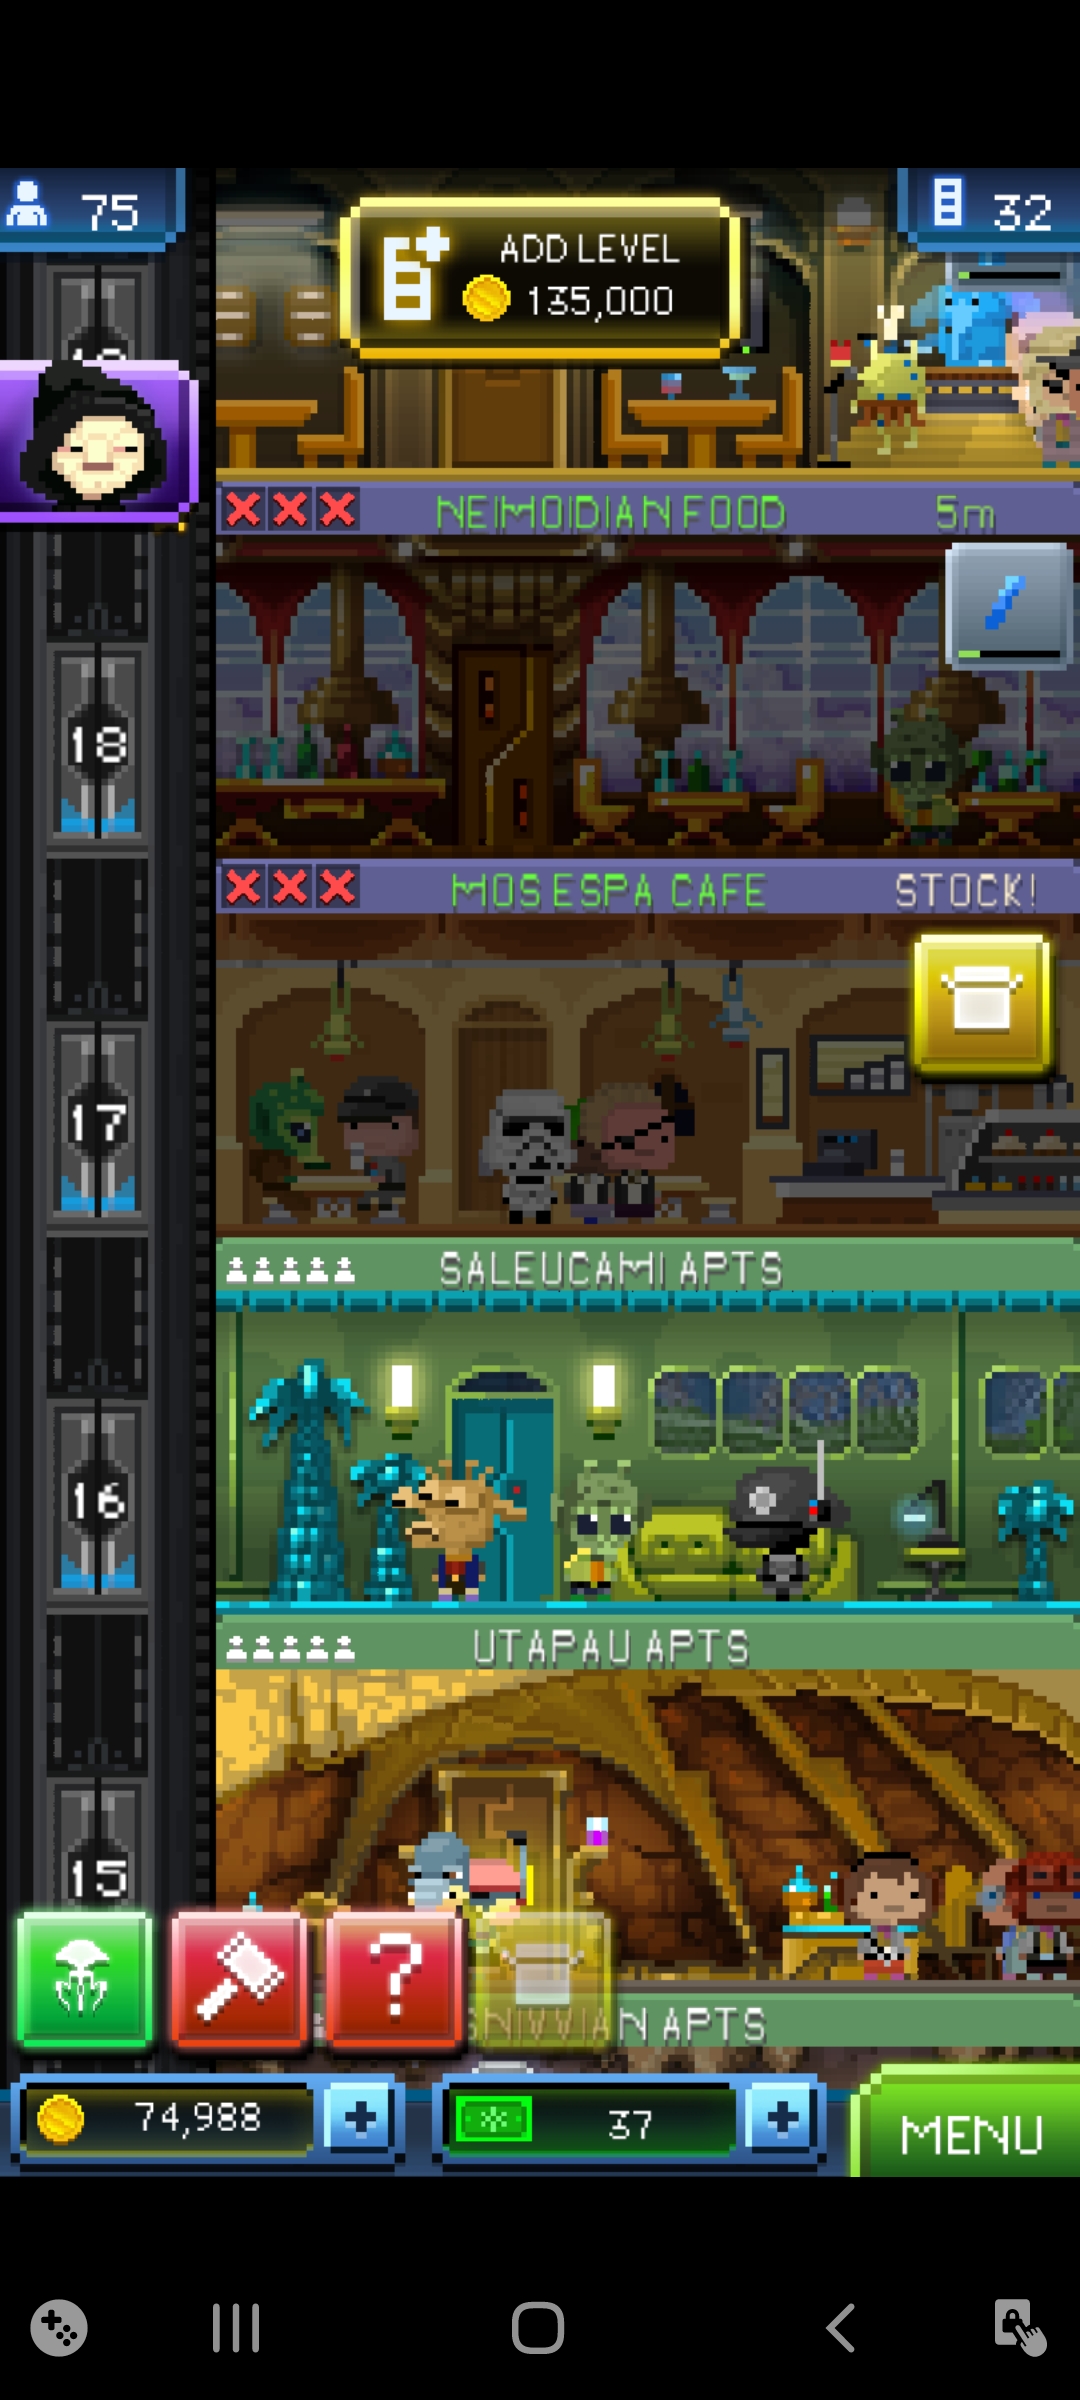 75
ADD LEVEL
135,000
32
NEIMOIDIAN FOOD
5m
18
MOS ESPA CAFE
STOCK!
17
SALEUCAMI APTS
16
UTAPAU APTS
15
?
APTS
74,988
37
MENU